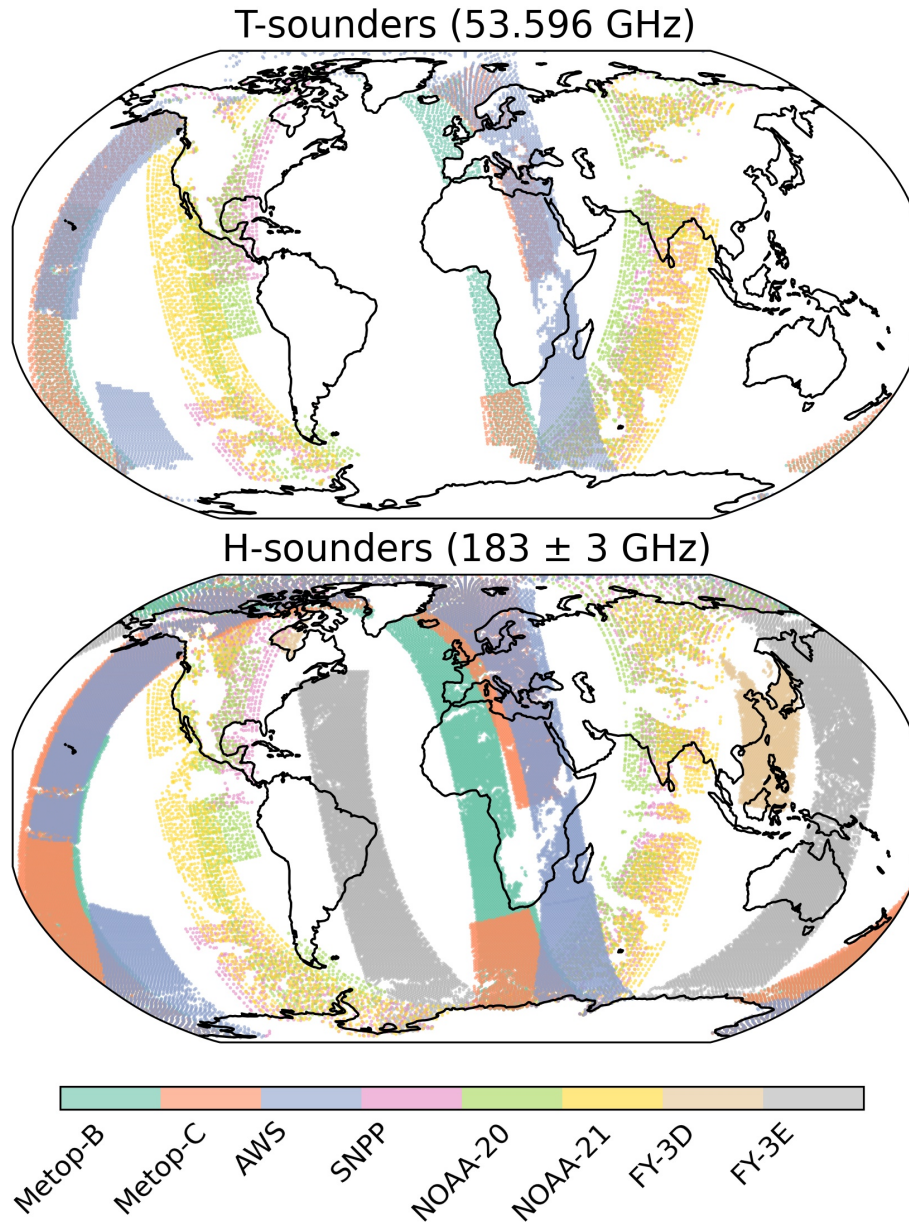 T-sounders (53.596 GHz)
H-sounders (183 ± 3 GHz)
Metop-B
Metop-C
AWS
SNPP
NOAA-20
NOAA-21
FY-3D
FY-3E